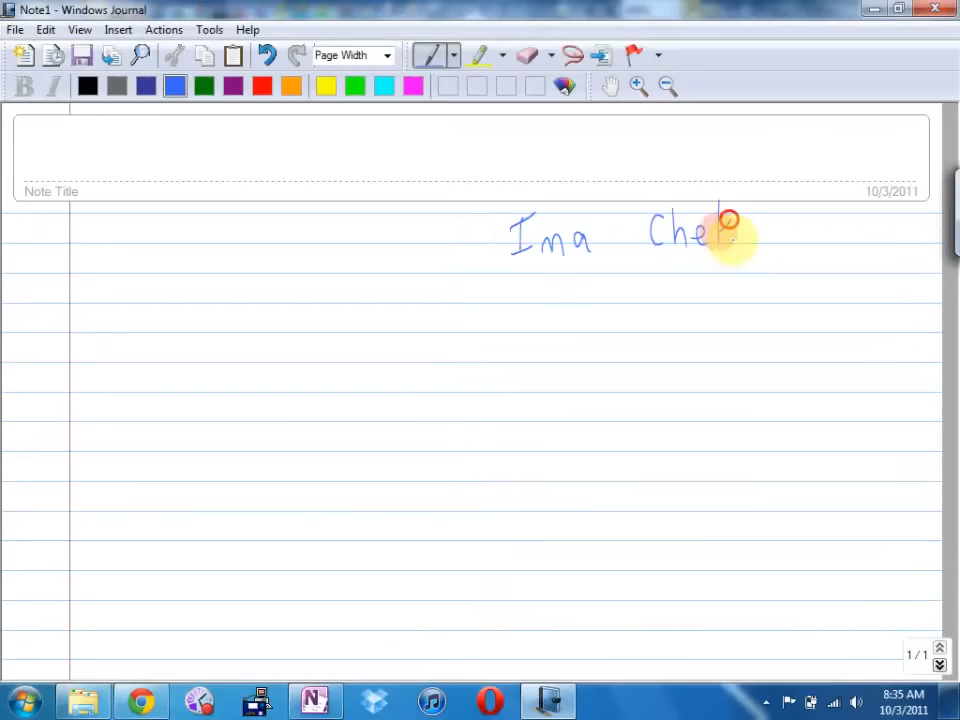 Note1 - Windows Journal
File Edit View Insert Actions Tools Help
Page Width
B I
Note Title 10/3/2011
Ima
1 / 1
8:35 AM
10/3/2011